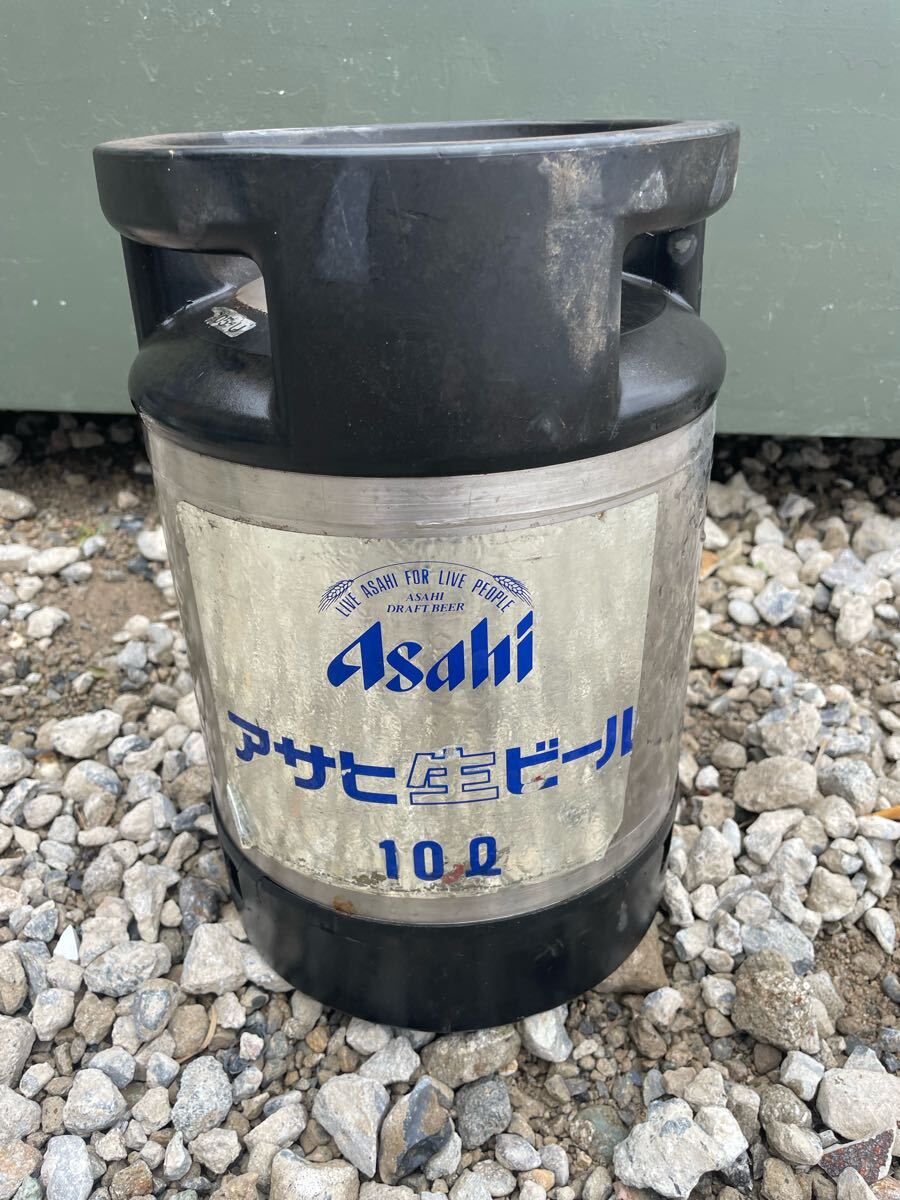 LIVE ASAHI FOR LIVE PEOPLE
ASAHI
DRAFT BEER
Asahi
アサヒ生ビール
10ℓ